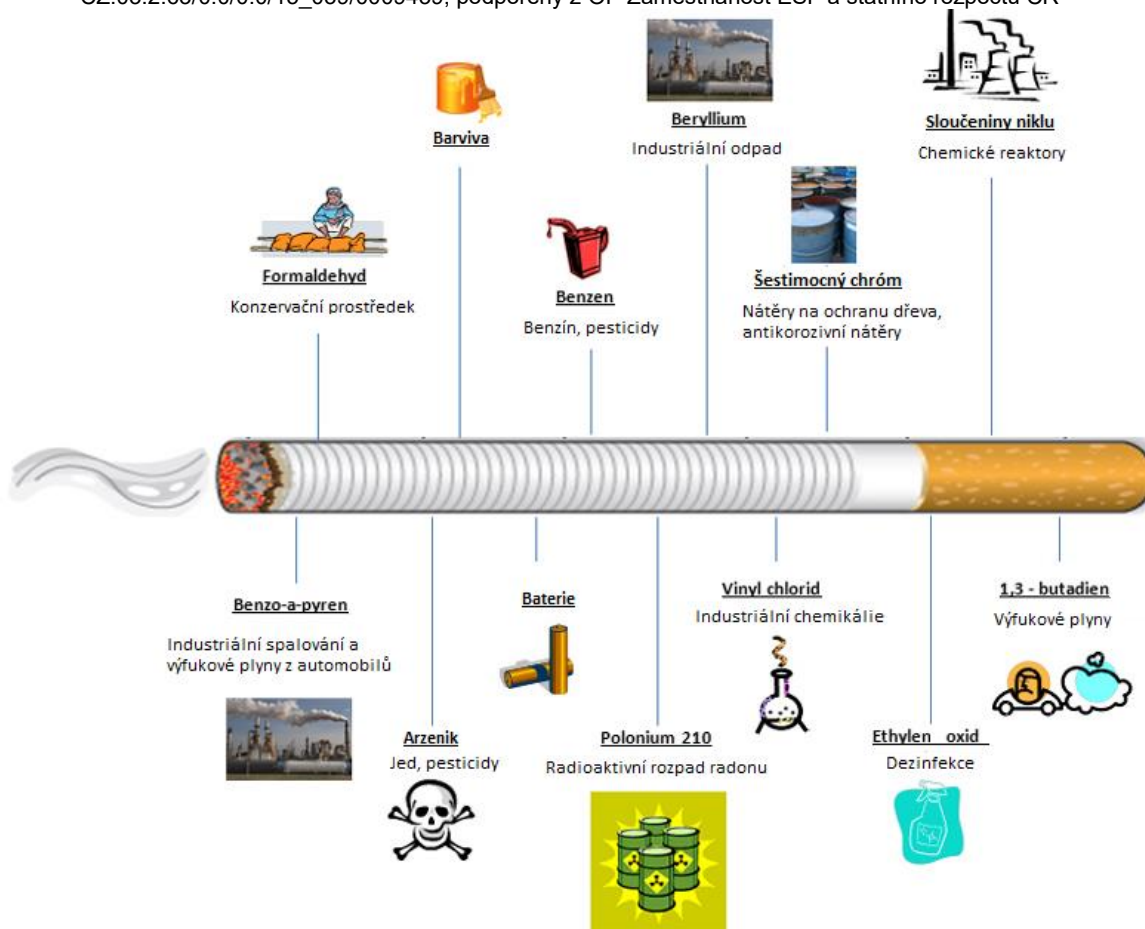 Barviva
Beryllium
Industriální odpad
Sloučeniny niklu
Chemické reaktory
Formaldehyd
Konzervační prostředek
Benzen
Benzín, pesticidy
Šestimocný chróm
Nátěry na ochranu dřeva,
antikorozivní nátěry
Benzo-a-pyren
Industriální spalování a
výfukové plyny z automobilů
Arzenik
Jed, pesticidy
Baterie
Polonium 210
Radioaktivní rozpad radonu
Vinyl chlorid
Industriální chemikálie
Ethylen oxid
Dezinfekce
1,3 - butadien
Výfukové plyny